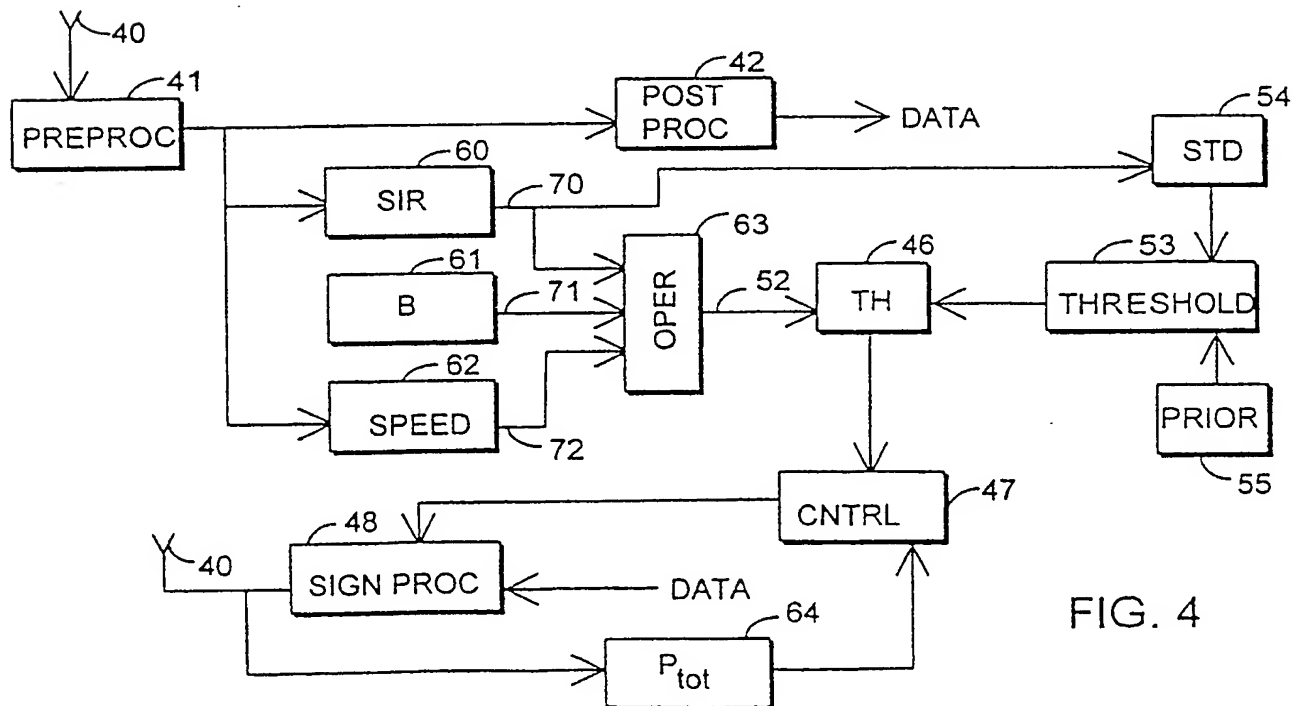 40
41
PREPROC
42
POST
PROC
DATA
54
STD
60
SIR
70
63
OPER
61
B
71
52
46
TH
53
THRESHOLD
62
SPEED
72
PRIOR
55
47
CNTRL
40
48
SIGN PROC
DATA
64
Ptot
FIG. 4